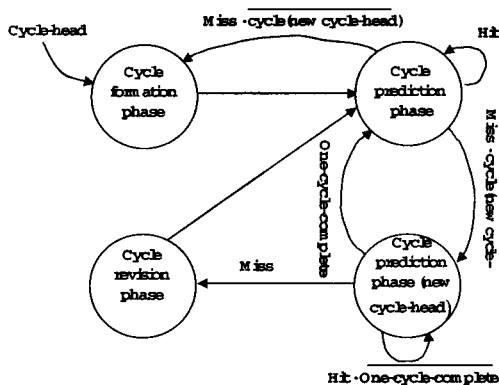 Miss ·cycle(new cycle-head)
Cycle-head
Hit
Cycle
formation
phase
Cycle
prediction
phase
Miss ·cycle(new cycle-
One-cycle-complete
Cycle
revision
phase
Miss
Cycle
prediction
phase (new
cycle-head)
Hit ·One-cycle-complete